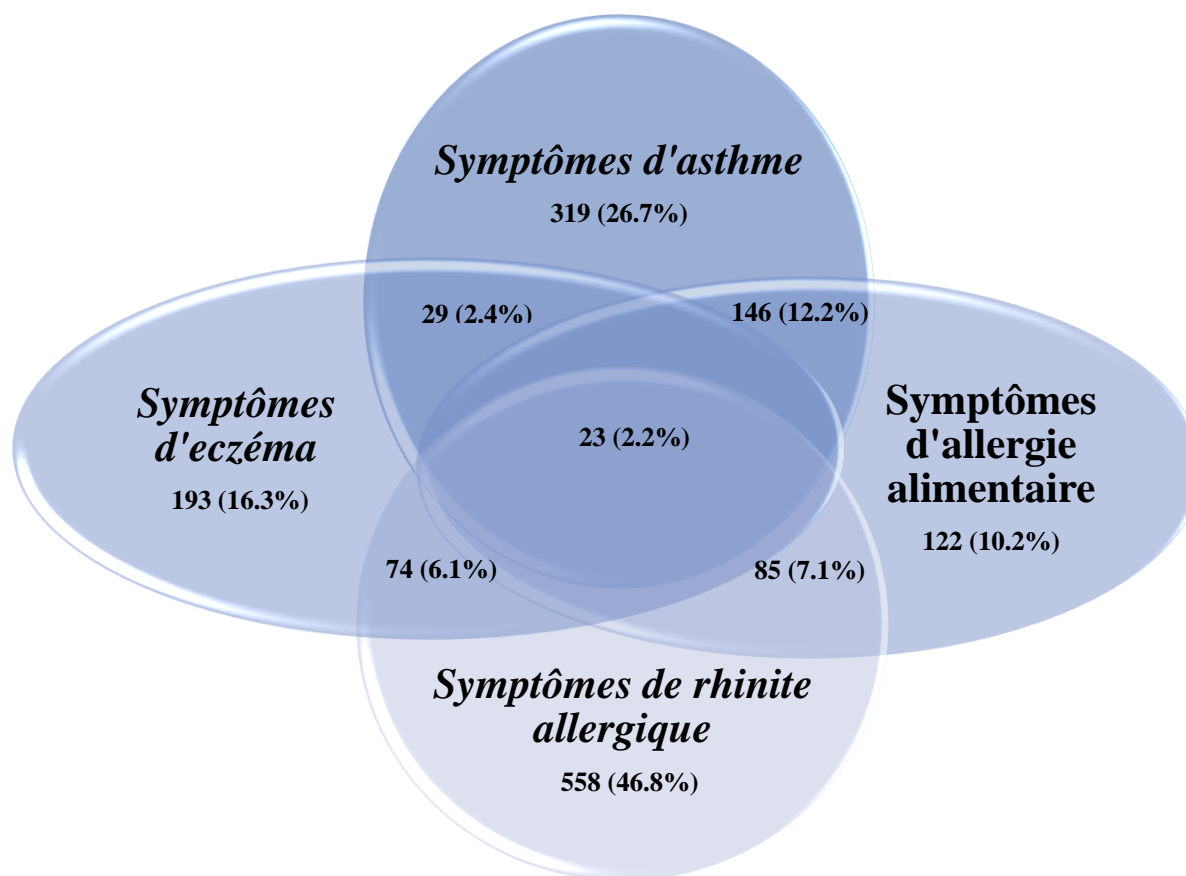 Symptômes d'asthme
319 (26.7%)
29 (2.4%)
146 (12.2%)
Symptômes
d'eczéma
193 (16.3%)
23 (2.2%)
Symptômes
d'allergie
alimentaire
122 (10.2%)
74 (6.1%)
85 (7.1%)
Symptômes de rhinite
allergique
558 (46.8%)